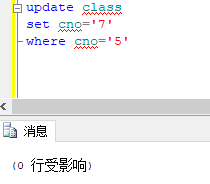 update class
set cno='7'
where cno='5'
消息
(0 行受影响)